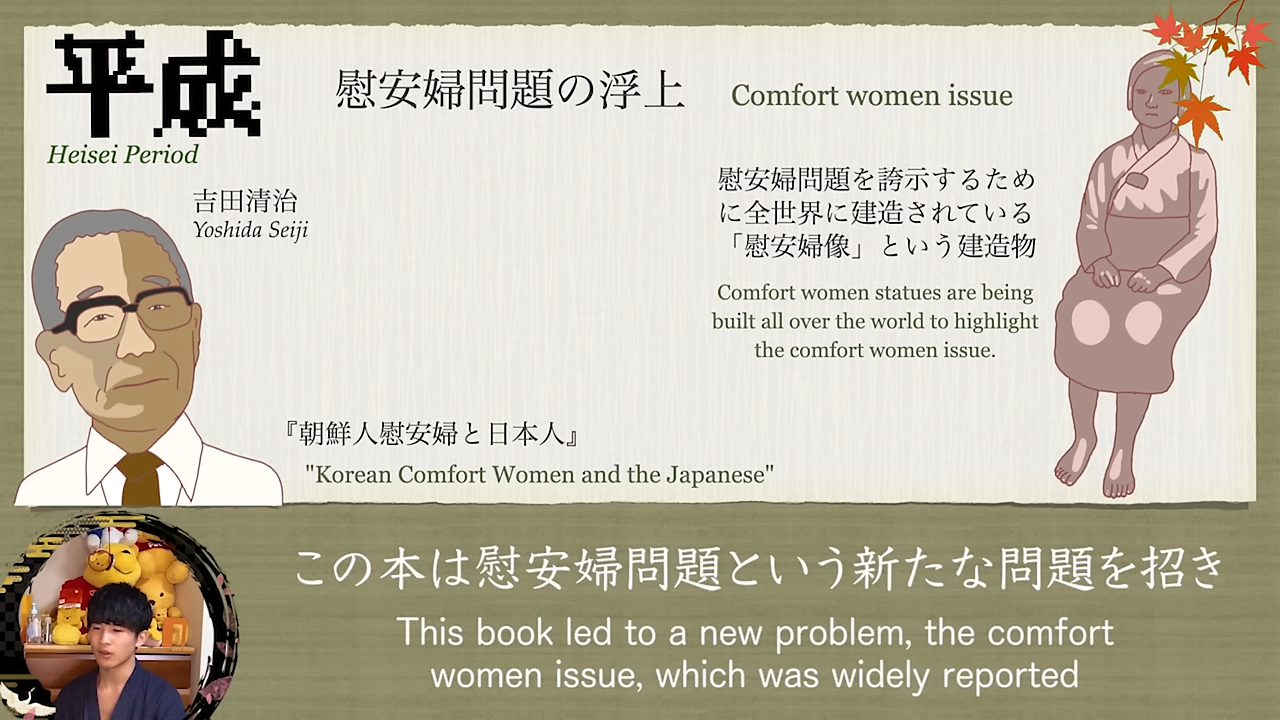 平成
Heisei Period
慰安婦問題の浮上
Comfort women issue
吉田清治
Yoshida Seiji
慰安婦問題を誇示するため
に全世界に建造されている
「慰安婦像」という建造物
Comfort women statues are being
built all over the world to highlight
the comfort women issue.
『朝鮮人慰安婦と日本人』
"Korean Comfort Women and the Japanese"
この本は慰安婦問題という新たな問題を招き
This book led to a new problem, the comfort
women issue, which was widely reported